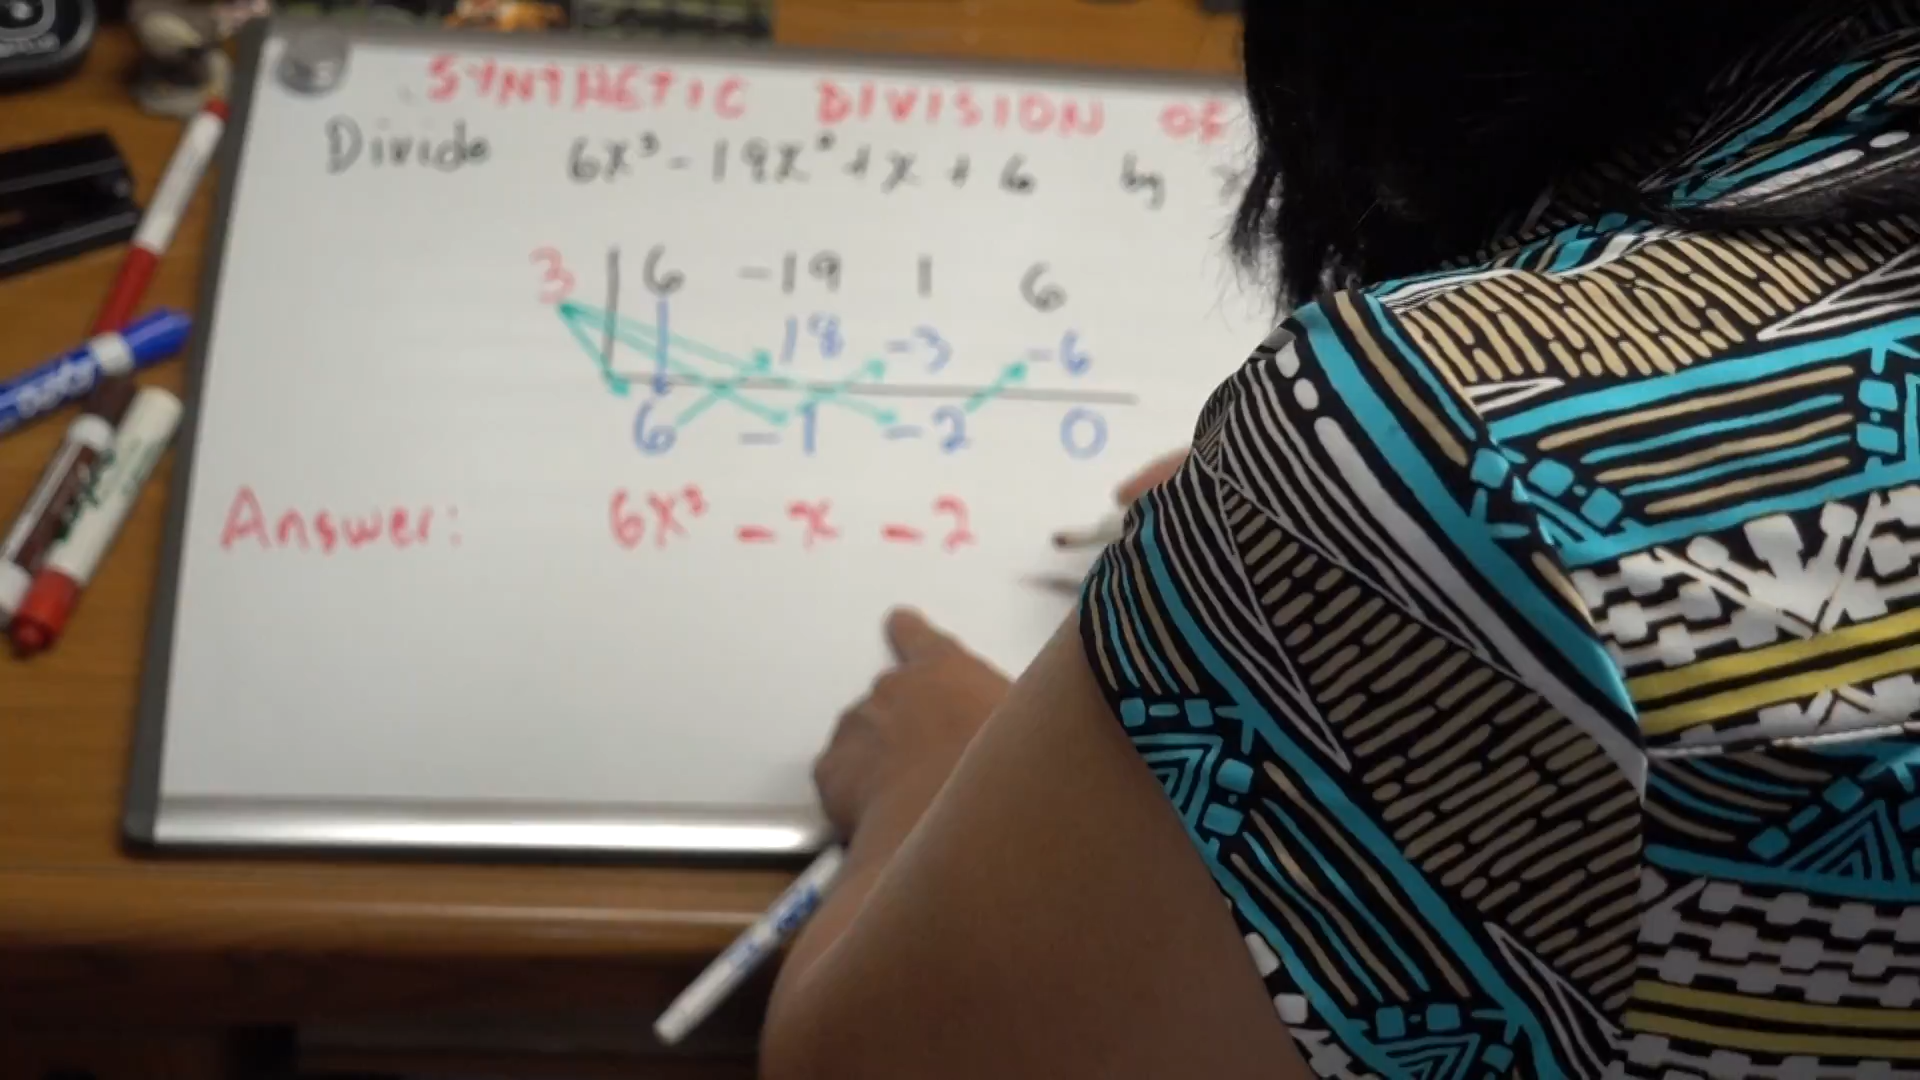 SYNTHETIC DIVISION OF
Divide 6x³ - 19x² + x + 6 by x
3 | 6 -19 1 6
18 -3 -6
6 -1 -2 0
Answer: 6x² - x - 2